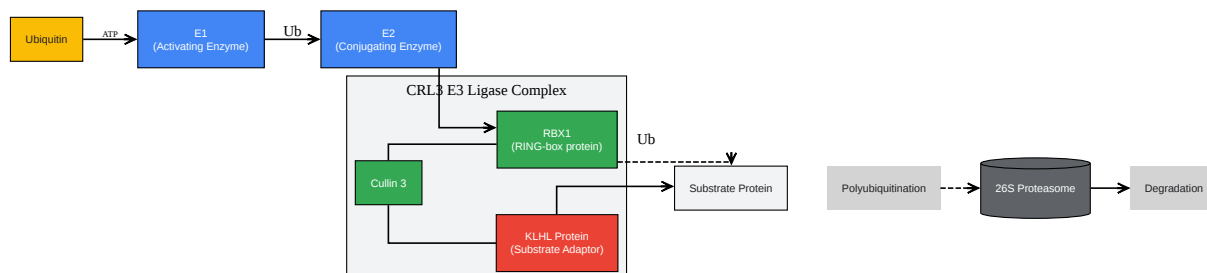 Ubiquitin
ATP
E1
(Activating Enzyme)
Ub
E2
(Conjugating Enzyme)
CRL3 E3 Ligase Complex
RBX1
(RING-box protein)
Ub
Cullin 3
KLHL Protein
(Substrate Adaptor)
Substrate Protein
Polyubiquitination
26S Proteasome
Degradation